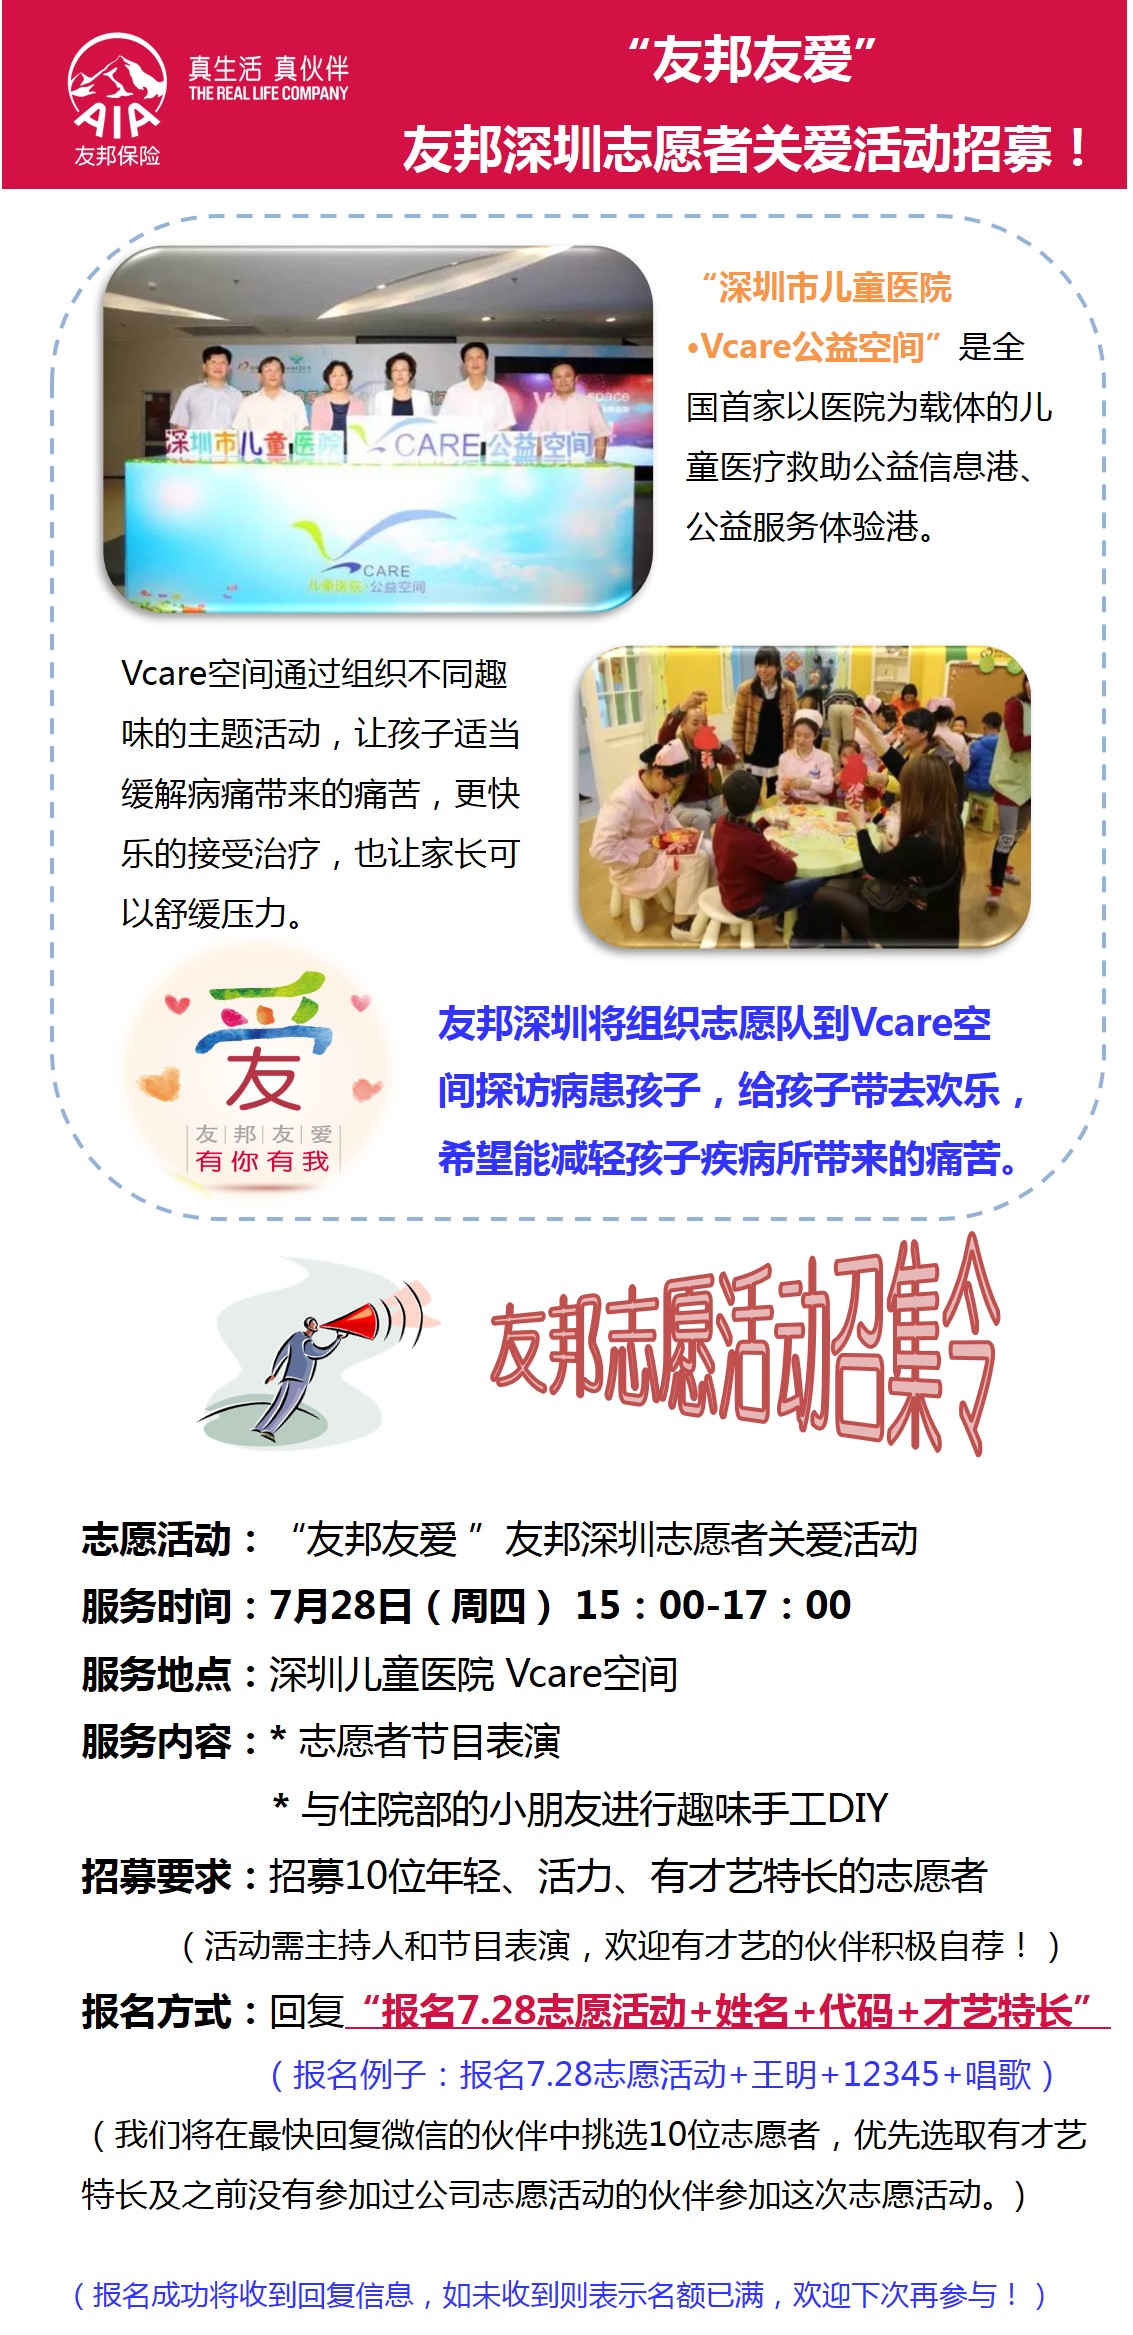 真生活 真伙伴
THE REAL LIFE COMPANY
AIA
友邦保险
“友邦友爱”
友邦深圳志愿者关爱活动招募！
深圳市儿童医院 CARE 公益空间
CARE
儿童医院·公益空间
“深圳市儿童医院
•Vcare公益空间”是全
国首家以医院为载体的儿
童医疗救助公益信息港、
公益服务体验港。
Vcare空间通过组织不同趣
味的主题活动，让孩子适当
缓解病痛带来的痛苦，更快
乐的接受治疗，也让家长可
以舒缓压力。
爱
友
友|邦|友|爱
有你有我
友邦深圳将组织志愿队到Vcare空
间探访病患孩子，给孩子带去欢乐，
希望能减轻孩子疾病所带来的痛苦。
友邦志愿活动招集令
志愿活动：“友邦友爱 ”友邦深圳志愿者关爱活动
服务时间：7月28日（周四） 15：00-17：00
服务地点：深圳儿童医院 Vcare空间
服务内容：* 志愿者节目表演
* 与住院部的小朋友进行趣味手工DIY
招募要求：招募10位年轻、活力、有才艺特长的志愿者
（活动需主持人和节目表演，欢迎有才艺的伙伴积极自荐！）
报名方式：回复“报名7.28志愿活动+姓名+代码+才艺特长”
（报名例子：报名7.28志愿活动+王明+12345+唱歌）
（我们将在最快回复微信的伙伴中挑选10位志愿者，优先选取有才艺
特长及之前没有参加过公司志愿活动的伙伴参加这次志愿活动。）
（报名成功将收到回复信息，如未收到则表示名额已满，欢迎下次再参与！）